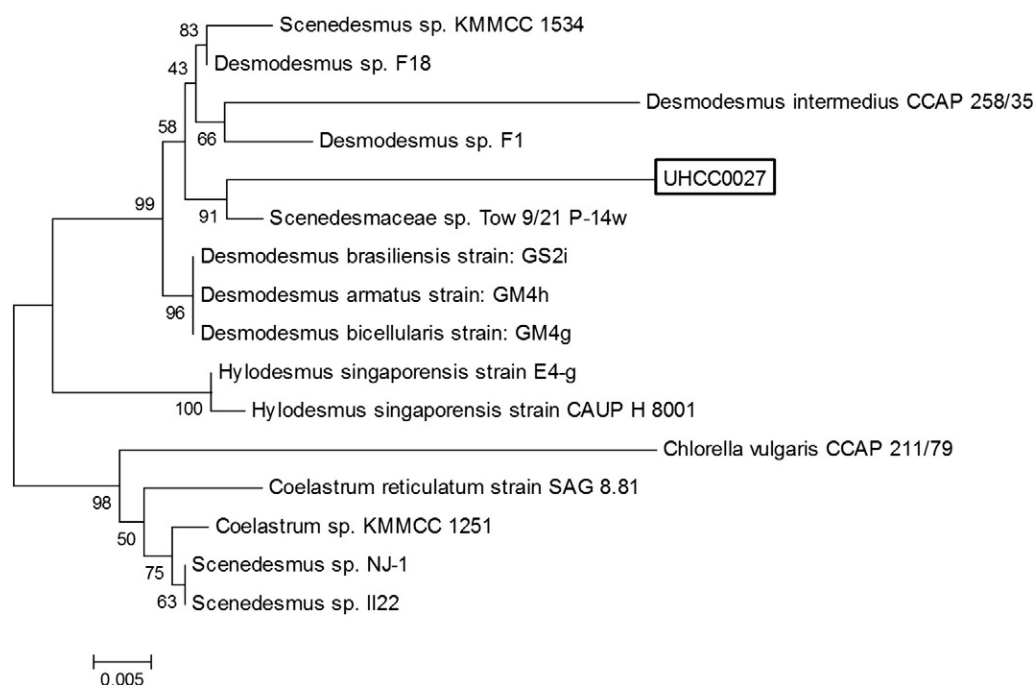 83
Scenedesmus sp. KMMCC 1534
43
Desmodesmus sp. F18
Desmodesmus intermedius CCAP 258/35
58
66
Desmodesmus sp. F1
UHCC0027
99
91
Scenedesmaceae sp. Tow 9/21 P-14w
Desmodesmus brasiliensis strain: GS2i
Desmodesmus armatus strain: GM4h
96
Desmodesmus bicellularis strain: GM4g
Hylodesmus singaporensis strain E4-g
100
Hylodesmus singaporensis strain CAUP H 8001
Chlorella vulgaris CCAP 211/79
98
Coelastrum reticulatum strain SAG 8.81
50
Coelastrum sp. KMMCC 1251
75
Scenedesmus sp. NJ-1
63
Scenedesmus sp. II22
0.005